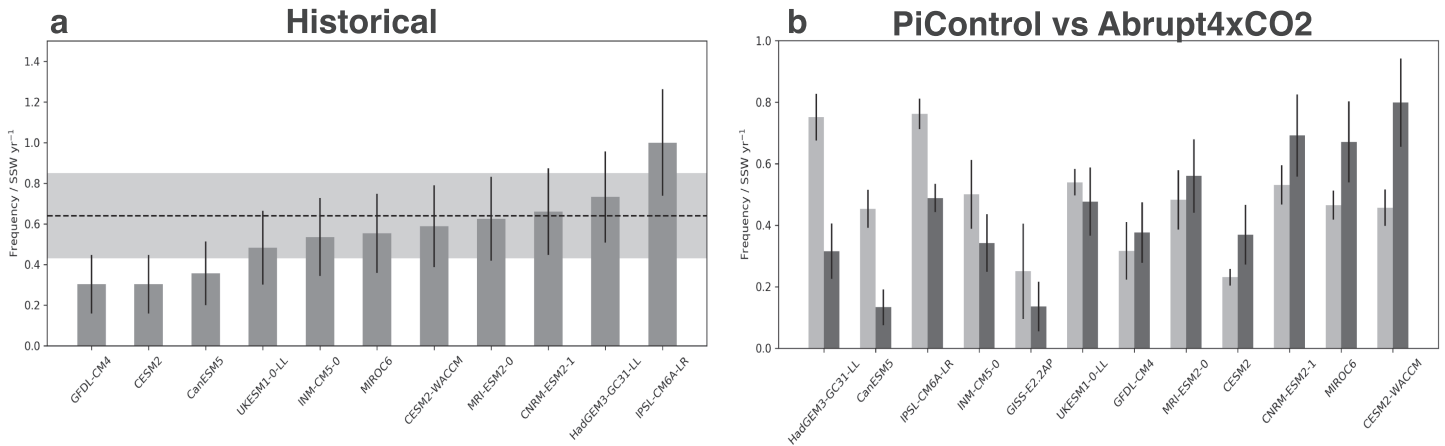 a
Historical
Frequency / SSW yr⁻¹
1.4
1.2
1.0
0.8
0.6
0.4
0.2
0.0
GFDL-CM4
CESM2
CanESM5
UKESM1-0-LL
INM-CM5-0
MIROC6
CESM2-WACCM
MRI-ESM2-0
CNRM-ESM2-1
HadGEM3-GC31-LL
IPSL-CM6A-LR
b
PiControl vs Abrupt4xCO2
Frequency / SSW yr⁻¹
1.0
0.8
0.6
0.4
0.2
0.0
HadGEM3-GC31-LL
CanESM5
IPSL-CM6A-LR
INM-CM5-0
GISS-E2.2AP
UKESM1-0-LL
GFDL-CM4
MRI-ESM2-0
CESM2
CNRM-ESM2-1
MIROC6
CESM2-WACCM